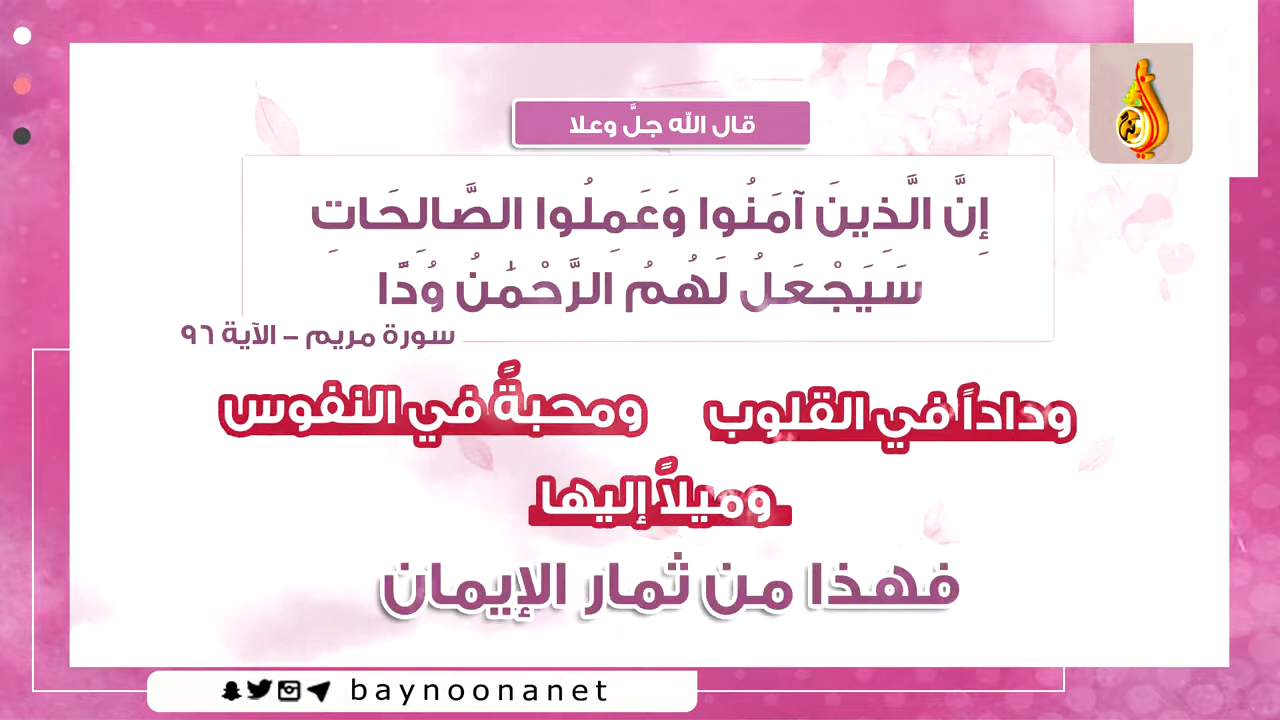 قال الله جلَّ وعلا
إِنَّ الَّذِينَ آمَنُوا وَعَمِلُوا الصَّالِحَاتِ
سَيَجْعَلُ لَهُمُ الرَّحْمَٰنُ وُدًّا
سورة مريم – الآية ٩٦
وداداً في القلوب ومحبةً في النفوس
وميلاً إليها
فهذا من ثمار الإيمان
baynoonanet